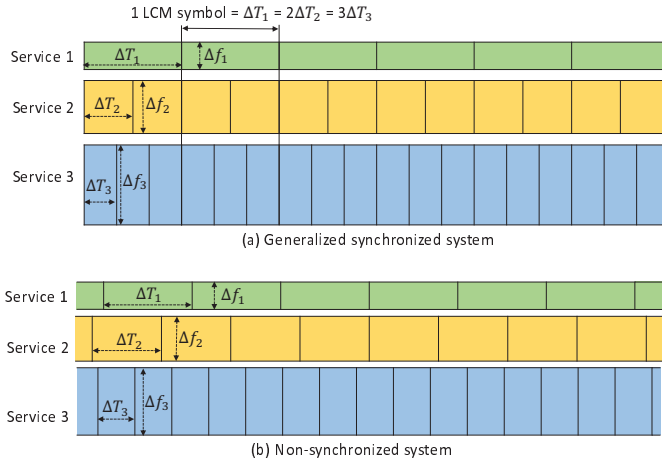 1 LCM symbol = ΔT₁ = 2ΔT₂ = 3ΔT₃
Service 1
ΔT₁
Δf₁
Service 2
ΔT₂
Δf₂
Service 3
ΔT₃
Δf₃
(a) Generalized synchronized system
Service 1
ΔT₁
Δf₁
Service 2
ΔT₂
Δf₂
Service 3
ΔT₃
Δf₃
(b) Non-synchronized system